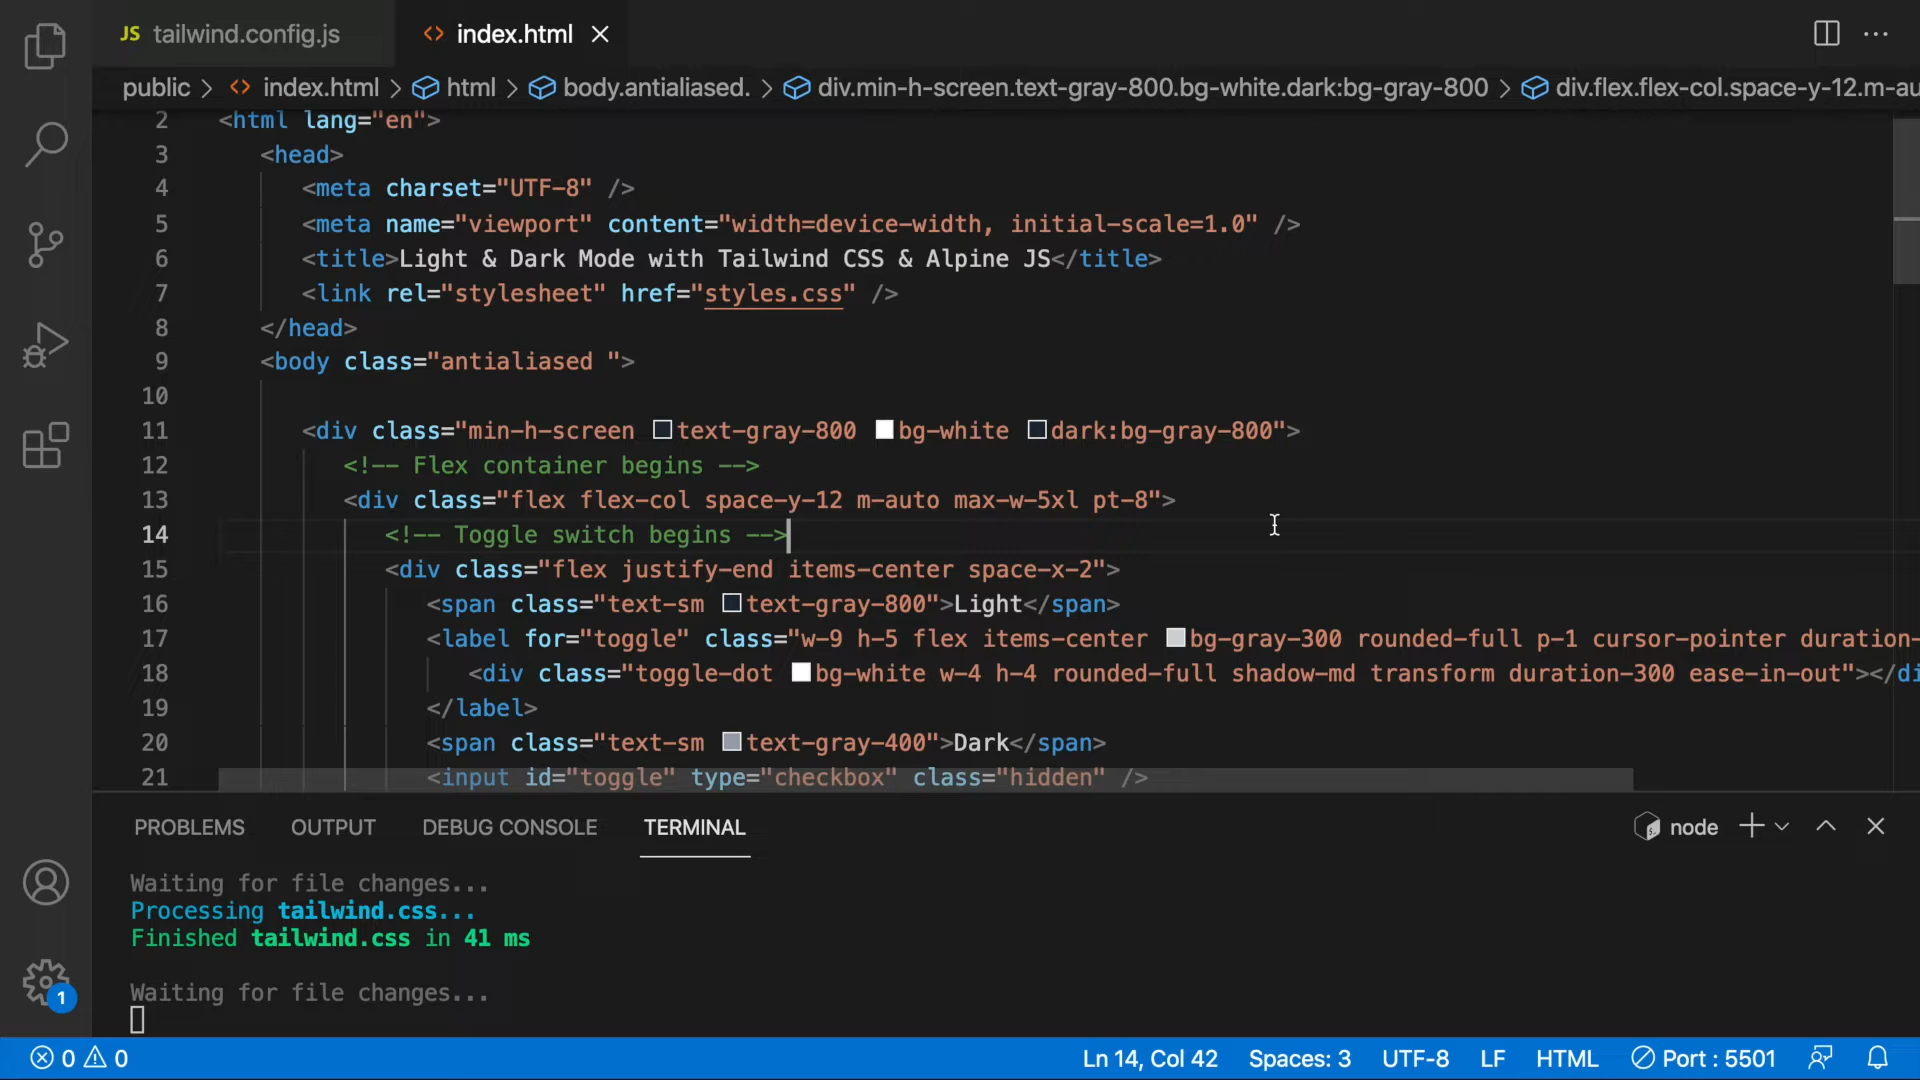 JS tailwind.config.js
<> index.html
public > <> index.html > html > body.antialiased. > div.min-h-screen.text-gray-800.bg-white.dark:bg-gray-800 > div.flex.flex-col.space-y-12.m-au
2 <html lang="en">
3 <head>
4 <meta charset="UTF-8" />
5 <meta name="viewport" content="width=device-width, initial-scale=1.0" />
6 <title>Light & Dark Mode with Tailwind CSS & Alpine JS</title>
7 <link rel="stylesheet" href="styles.css" />
8 </head>
9 <body class="antialiased ">
10
11 <div class="min-h-screen text-gray-800 bg-white dark:bg-gray-800">
12 <!-- Flex container begins -->
13 <div class="flex flex-col space-y-12 m-auto max-w-5xl pt-8">
14 <!-- Toggle switch begins -->
15 <div class="flex justify-end items-center space-x-2">
16 <span class="text-sm text-gray-800">Light</span>
17 <label for="toggle" class="w-9 h-5 flex items-center bg-gray-300 rounded-full p-1 cursor-pointer duration-
18 <div class="toggle-dot bg-white w-4 h-4 rounded-full shadow-md transform duration-300 ease-in-out"></di
19 </label>
20 <span class="text-sm text-gray-400">Dark</span>
21 <input id="toggle" type="checkbox" class="hidden" />
PROBLEMS OUTPUT DEBUG CONSOLE TERMINAL node
Waiting for file changes...
Processing tailwind.css...
Finished tailwind.css in 41 ms
Waiting for file changes...
1
0 0 Ln 14, Col 42 Spaces: 3 UTF-8 LF HTML Port : 5501